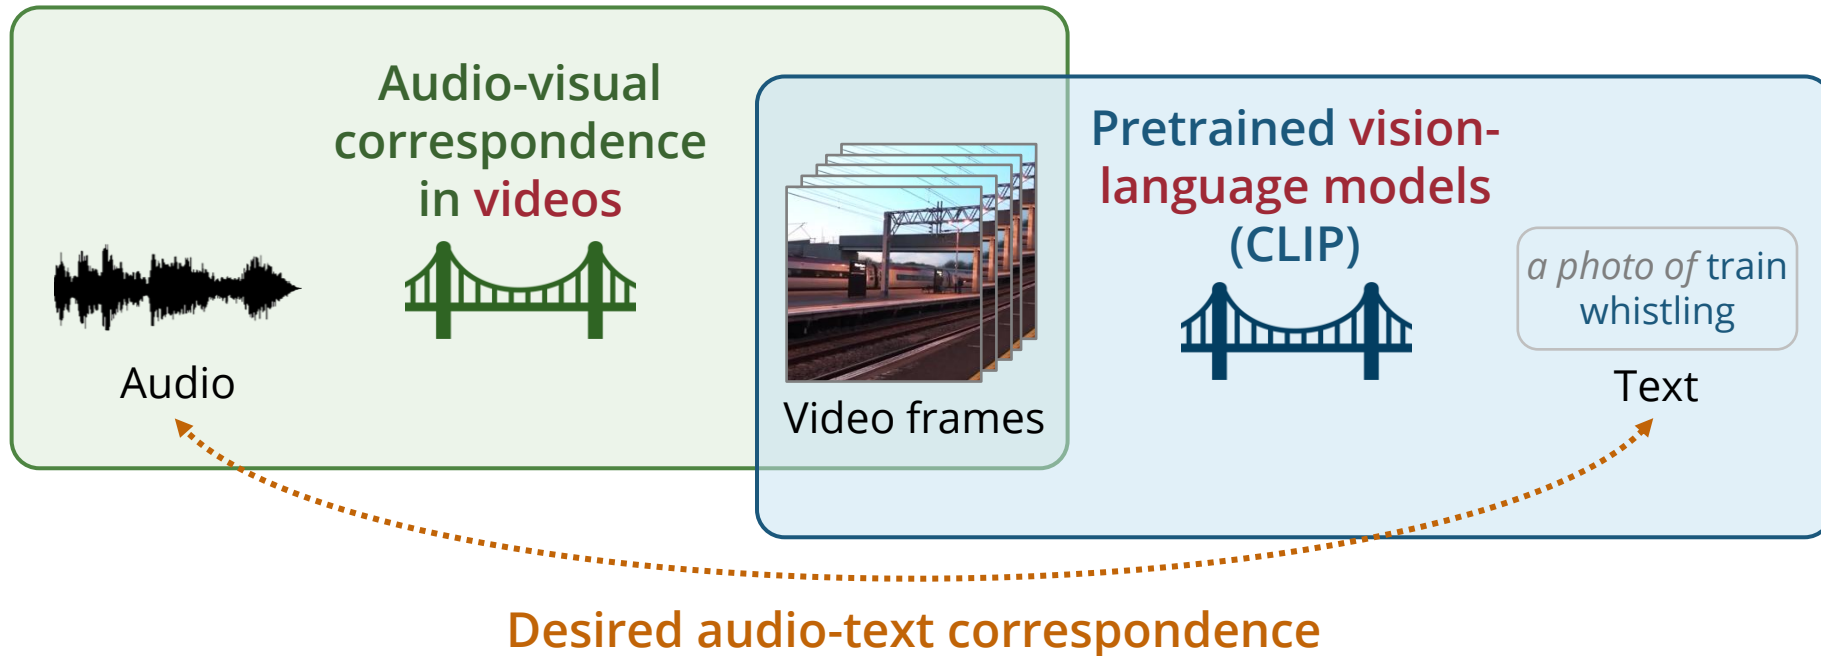 Audio-visual
correspondence
in videos
Audio
Video frames
Pretrained vision-
language models
(CLIP)
a photo of train
whistling
Text
Desired audio-text correspondence